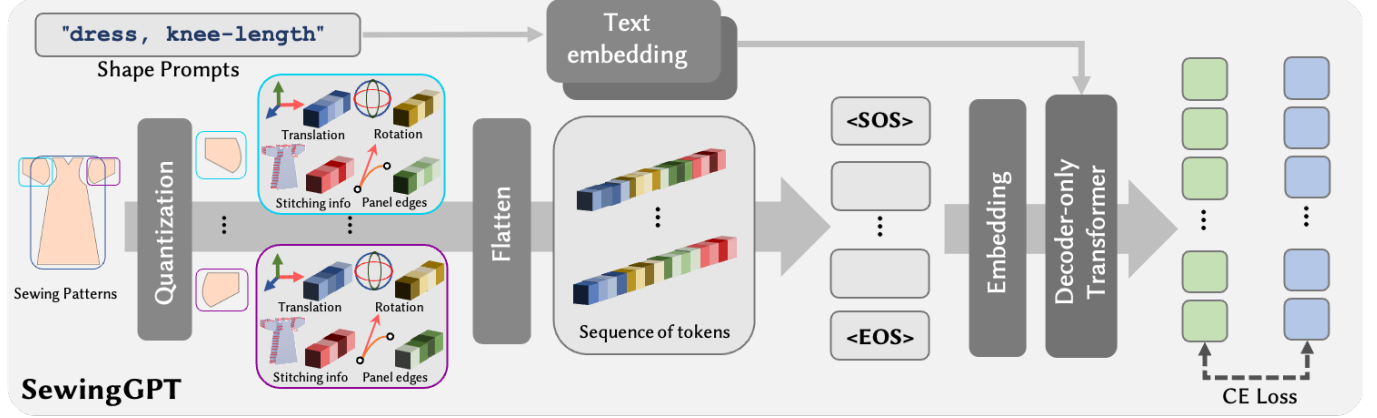 "dress, knee-length"
Shape Prompts
Text
embedding
Sewing Patterns
Quantization
Translation
Rotation
Stitching info
Panel edges
Translation
Rotation
Stitching info
Panel edges
Flatten
Sequence of tokens
<SOS>
<EOS>
Embedding
Decoder-only
Transformer
CE Loss
SewingGPT